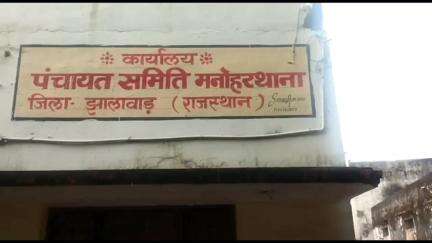 ❈ कार्यालय ❈
पंचायत समिति मनोहरथाना
जिला- झालावाड़ (राजस्थान)